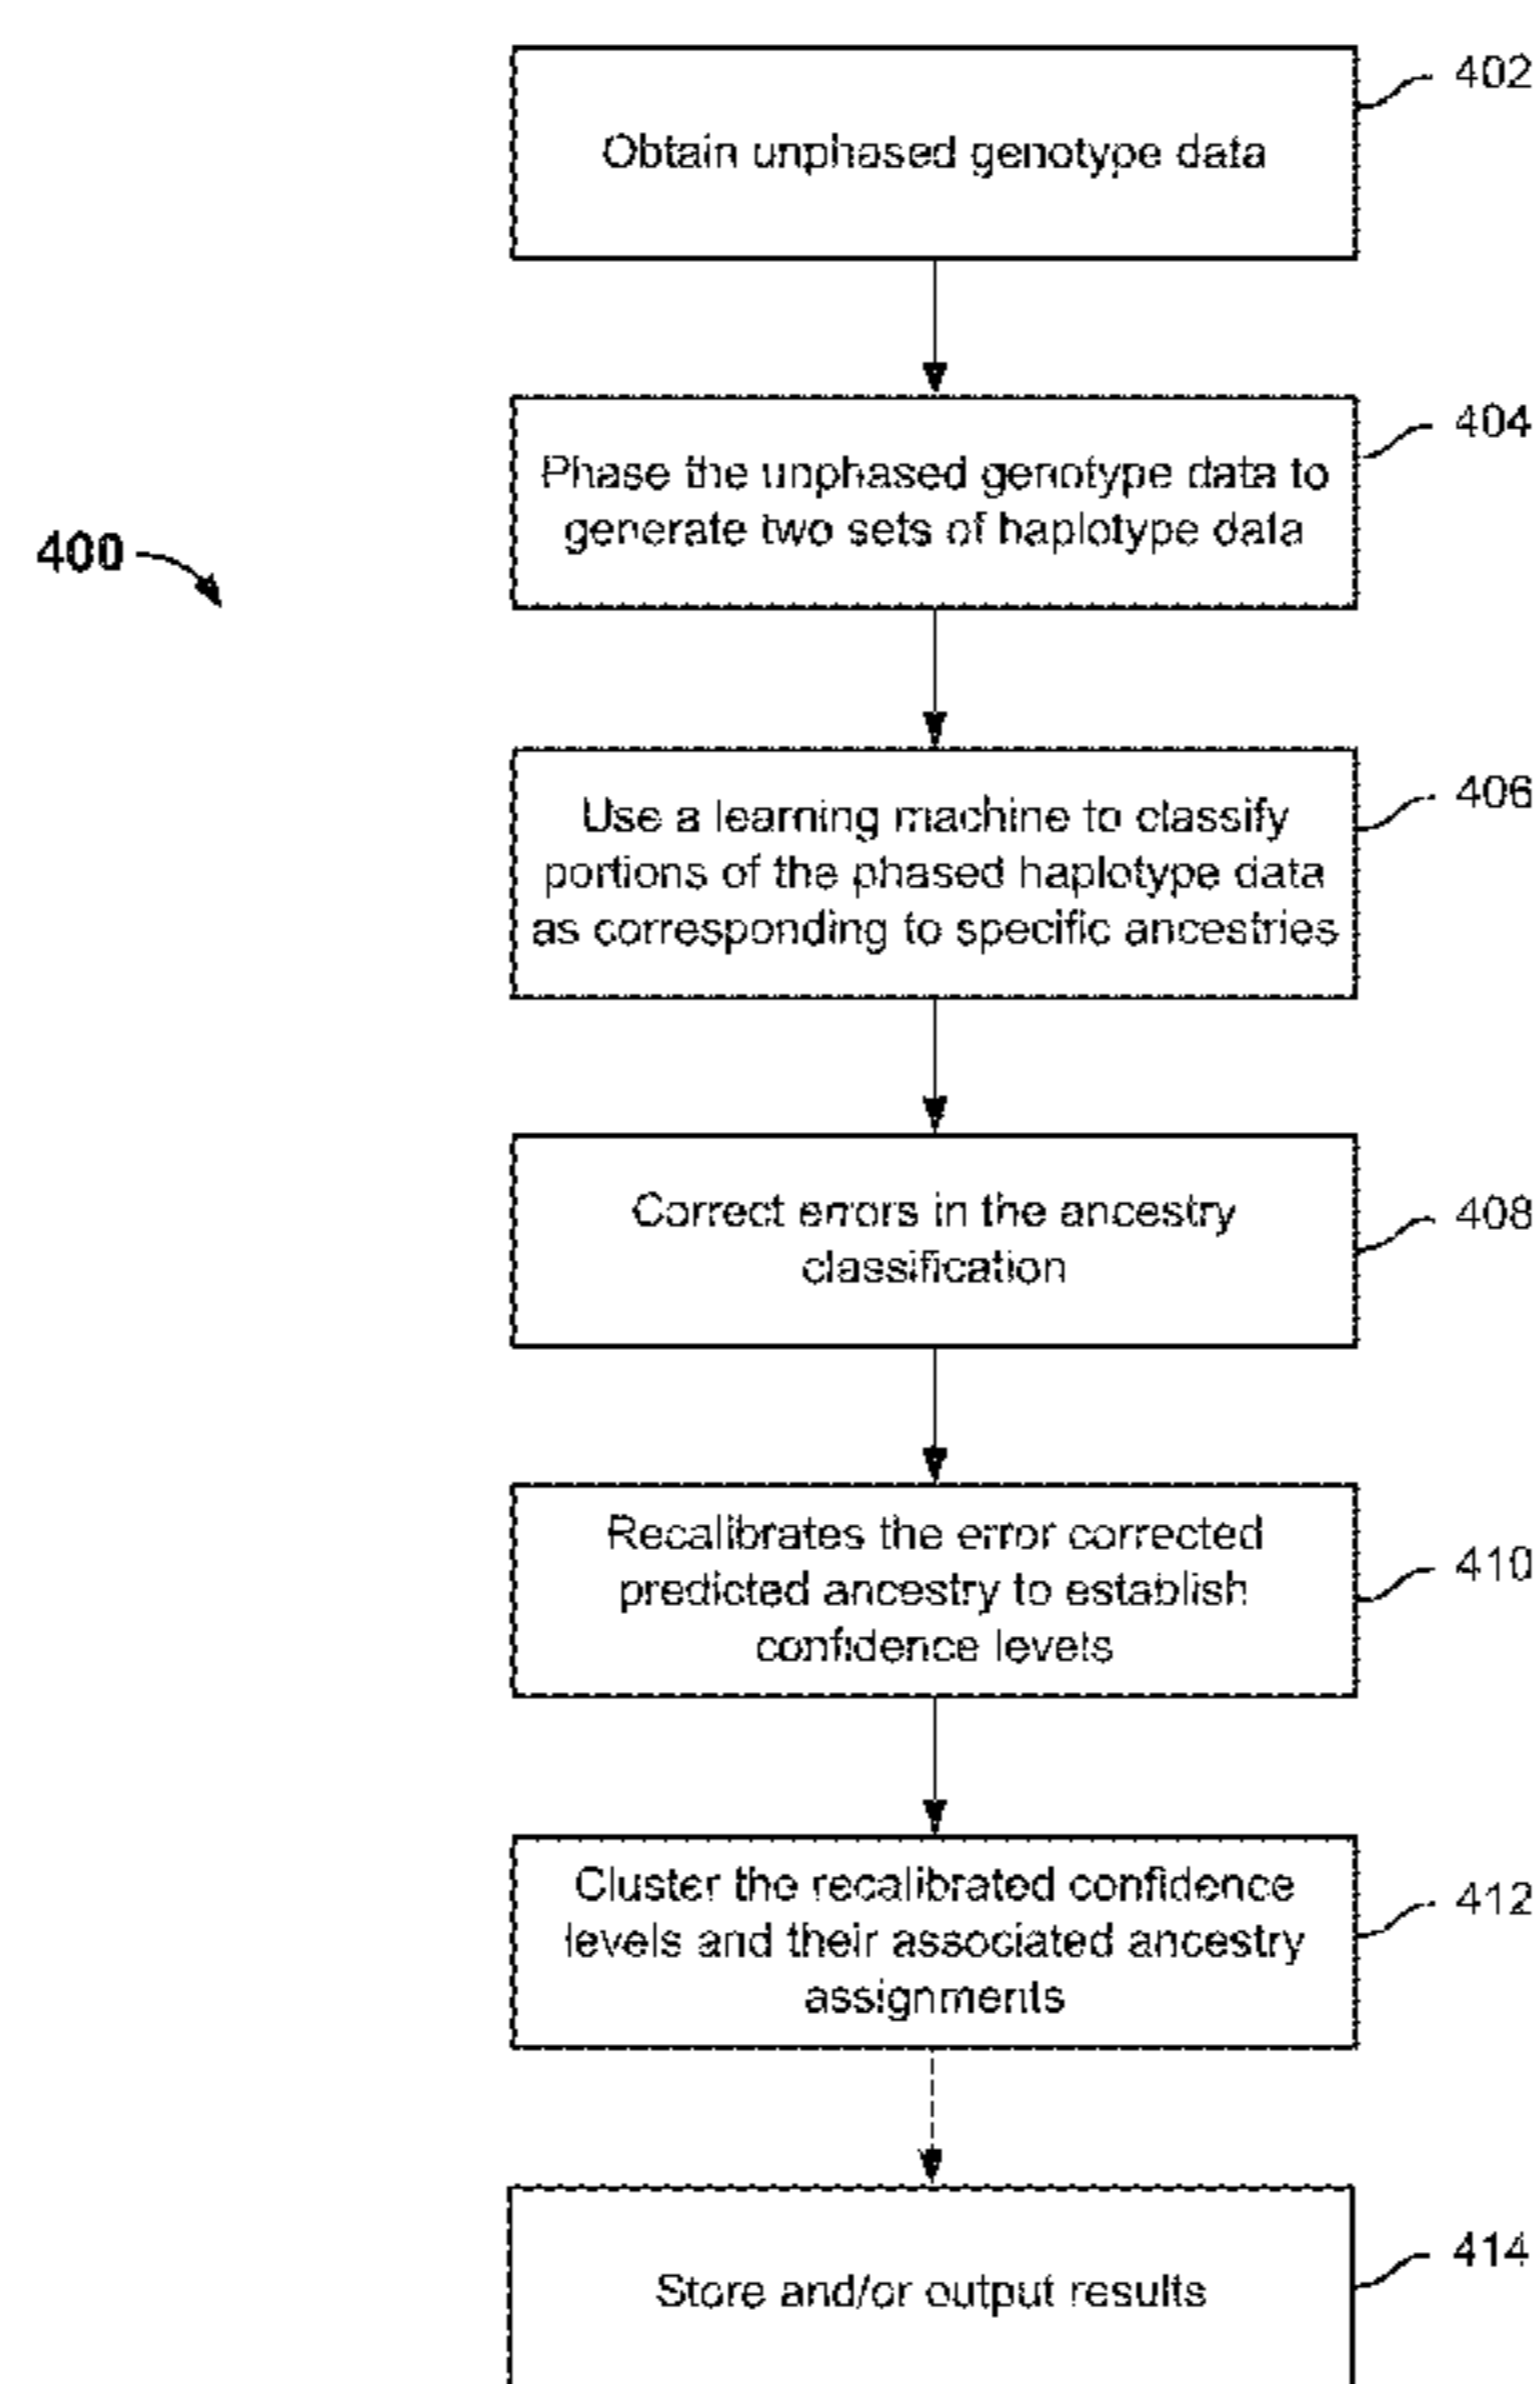 402
Obtain unphased genotype data
404
Phase the unphased genotype data to
generate two sets of haplotype data
400
406
Use a learning machine to classify
portions of the phased haplotype data
as corresponding to specific ancestries
408
Correct errors in the ancestry
classification
410
Recalibrates the error corrected
predicted ancestry to establish
confidence levels
412
Cluster the recalibrated confidence
levels and their associated ancestry
assignments
414
Store and/or output results